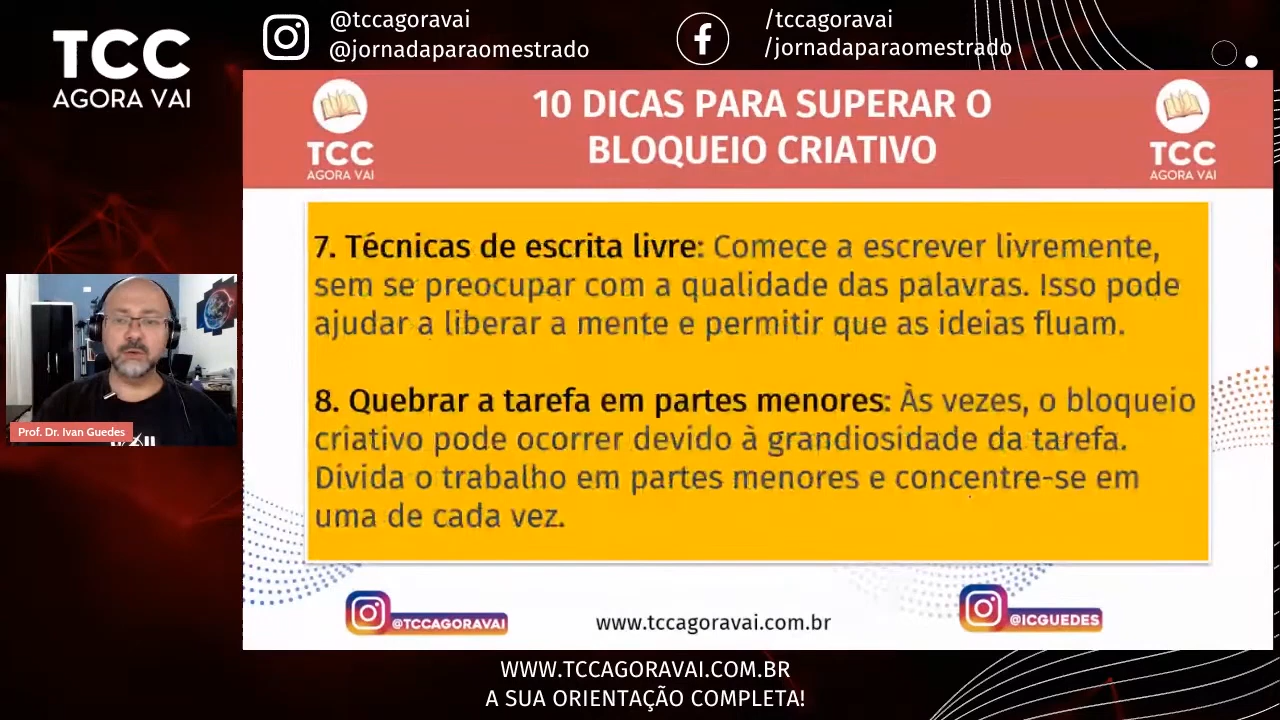 TCC
AGORA VAI
@tccagoravai
@jornadaparaomestrado
/tccagoravai
/jornadaparaomestrado
TCC
AGORA VAI
10 DICAS PARA SUPERAR O
BLOQUEIO CRIATIVO
TCC
AGORA VAI
7. Técnicas de escrita livre: Comece a escrever livremente,
sem se preocupar com a qualidade das palavras. Isso pode
ajudar a liberar a mente e permitir que as ideias fluam.
8. Quebrar a tarefa em partes menores: Às vezes, o bloqueio
criativo pode ocorrer devido à grandiosidade da tarefa.
Divida o trabalho em partes menores e concentre-se em
uma de cada vez.
Prof. Dr. Ivan Guedes
@TCCAGORAVAI
www.tccagoravai.com.br
@ICGUEDES
WWW.TCCAGORAVAI.COM.BR
A SUA ORIENTAÇÃO COMPLETA!